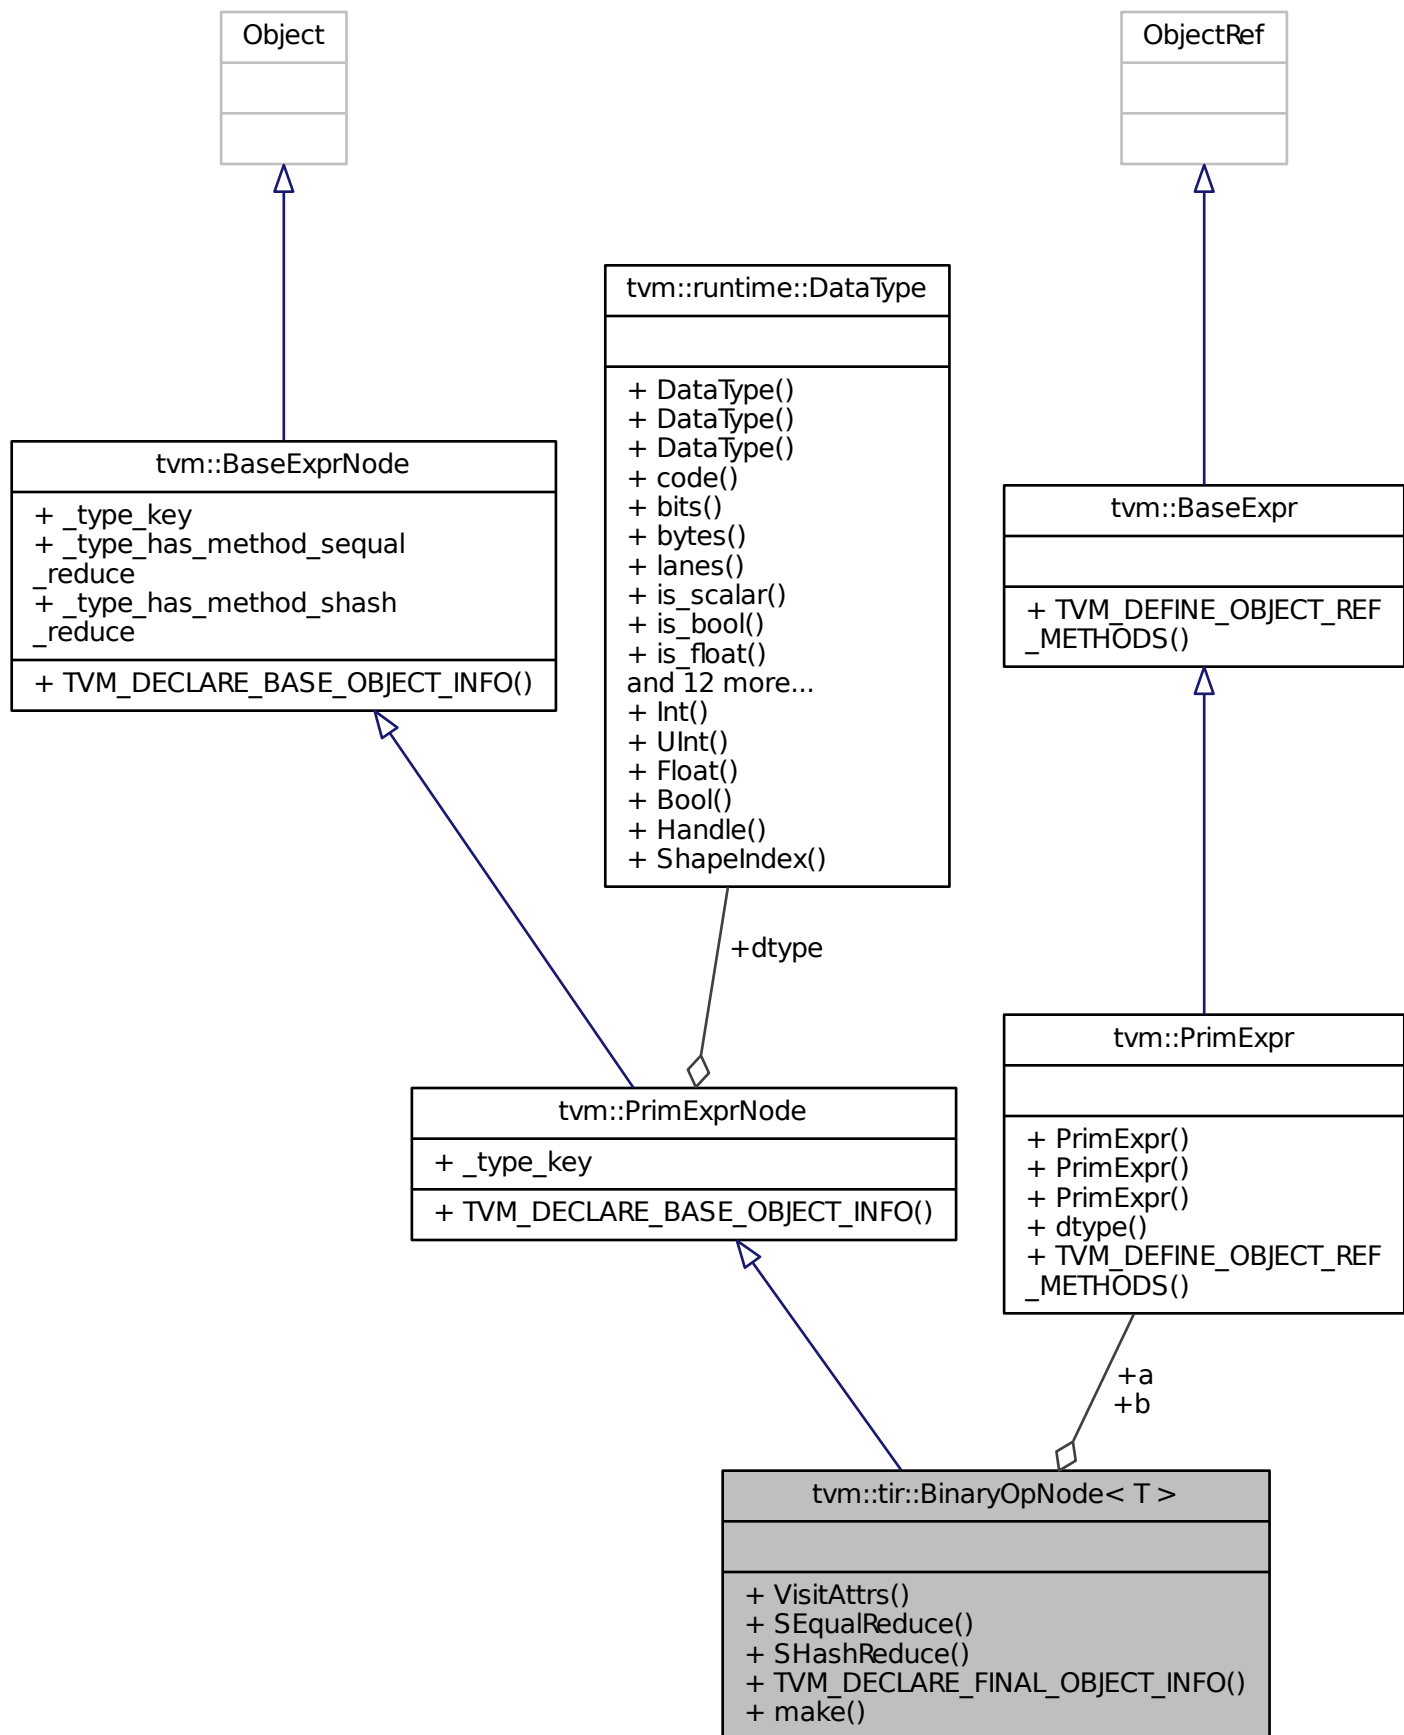 Object
ObjectRef
tvm::runtime::DataType
+ DataType()
+ DataType()
+ DataType()
+ code()
+ bits()
+ bytes()
+ lanes()
+ is_scalar()
+ is_bool()
+ is_float()
and 12 more...
+ Int()
+ UInt()
+ Float()
+ Bool()
+ Handle()
+ ShapeIndex()
tvm::BaseExprNode
+ _type_key
+ _type_has_method_sequal
_reduce
+ _type_has_method_shash
_reduce
+ TVM_DECLARE_BASE_OBJECT_INFO()
tvm::BaseExpr
+ TVM_DEFINE_OBJECT_REF
_METHODS()
+dtype
tvm::PrimExprNode
+ _type_key
+ TVM_DECLARE_BASE_OBJECT_INFO()
tvm::PrimExpr
+ PrimExpr()
+ PrimExpr()
+ PrimExpr()
+ dtype()
+ TVM_DEFINE_OBJECT_REF
_METHODS()
+a
+b
tvm::tir::BinaryOpNode< T >
+ VisitAttrs()
+ SEqualReduce()
+ SHashReduce()
+ TVM_DECLARE_FINAL_OBJECT_INFO()
+ make()